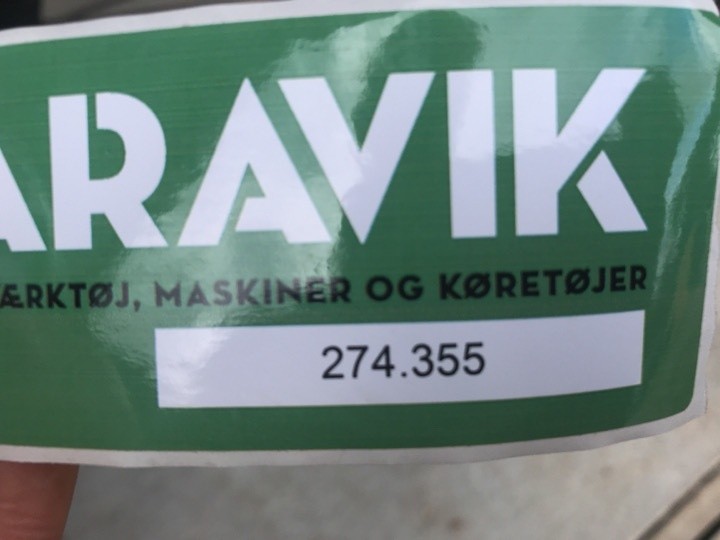 ARAVIK
ÆRKTØJ, MASKINER OG KØRETØJER
274.355